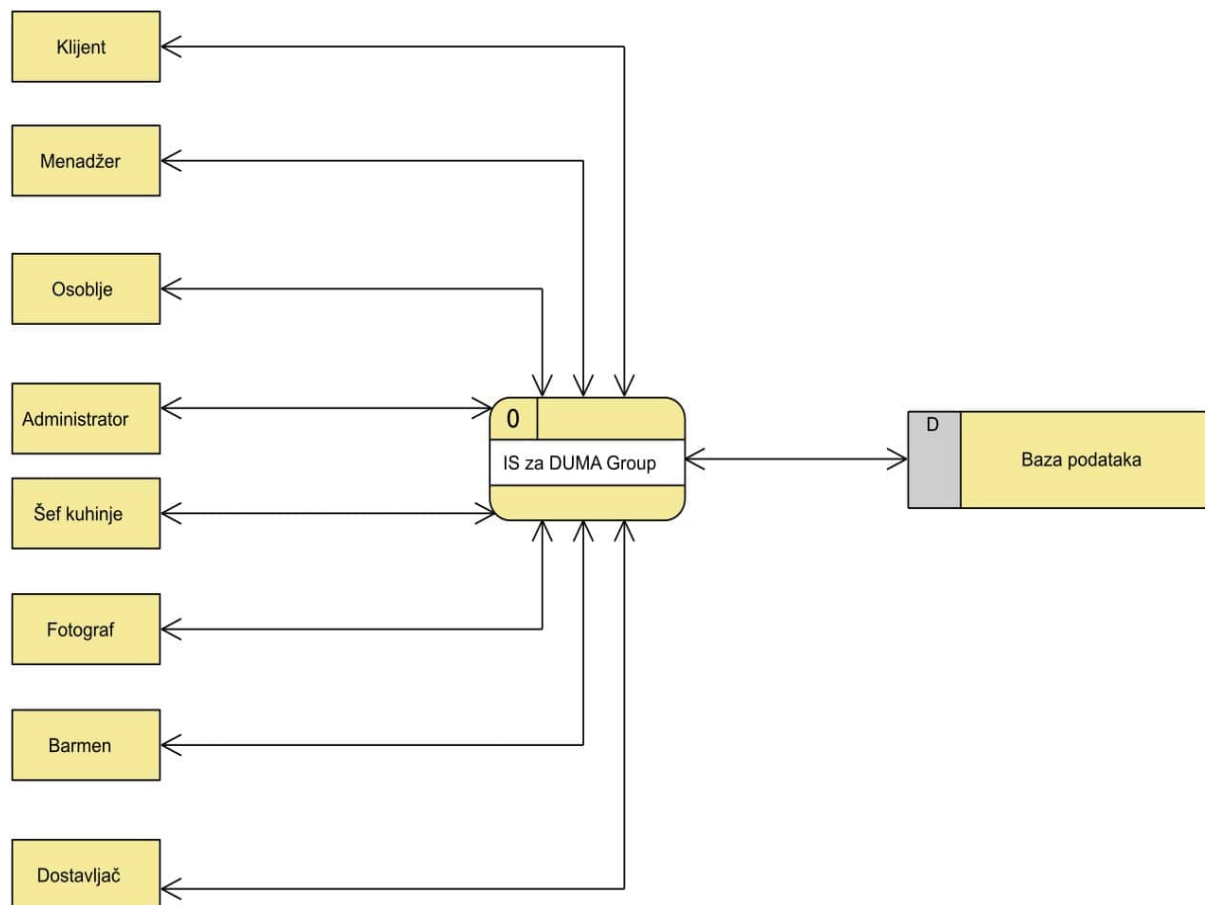 Klijent
Menadžer
Osoblje
Administrator
0
IS za DUMA Group
D
Baza podataka
Šef kuhinje
Fotograf
Barmen
Dostavljač